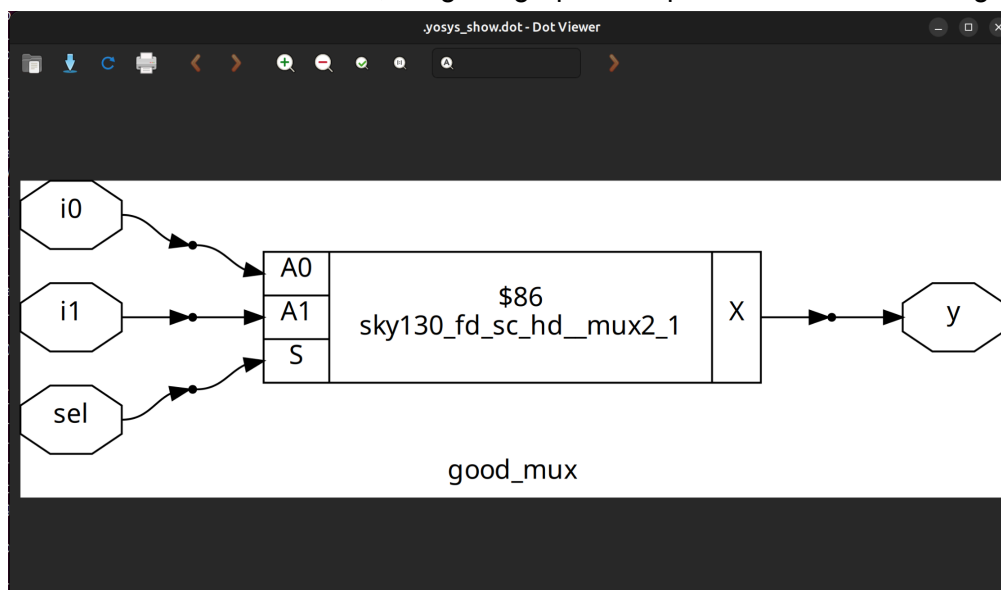 .yosys_show.dot - Dot Viewer
i0
A0
i1
A1
$86
sky130_fd_sc_hd__mux2_1
X
y
S
sel
good_mux